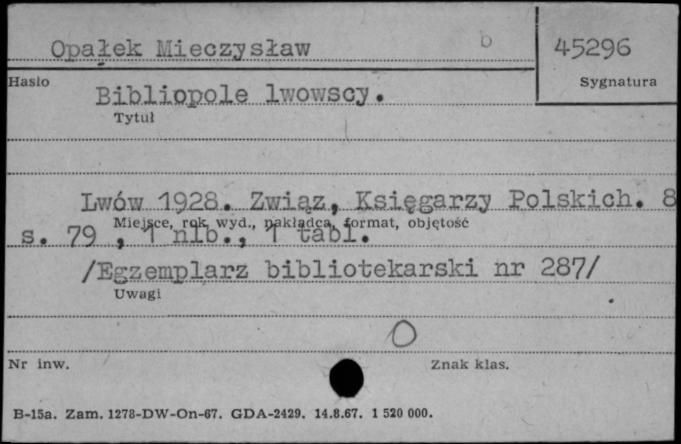 Opałek Mieczysław b 45296
Hasło Sygnatura
Bibliopole lwowscy.
Tytuł
Lwów 1928. Związ, Księgarzy Polskich. 8
Miejsce, rok wyd., nakładca, format, objętość
s. 79 , 1 nlb., 1 tabl.
/Egzemplarz bibliotekarski nr 287/
Uwagi
O
Nr inw. Znak klas.
B-15a. Zam. 1278-DW-On-67. GDA-2429. 14.8.67. 1 520 000.